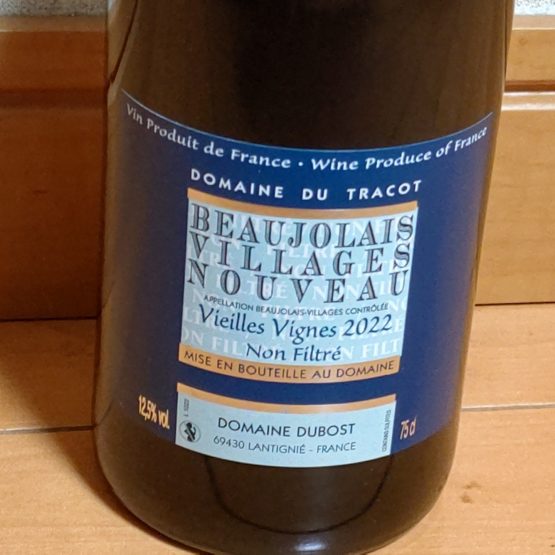 Vin Produit de France • Wine Produce of France
DOMAINE DU TRACOT
BEAUJOLAIS
VILLAGES
NOUVEAU
APPELLATION BEAUJOLAIS-VILLAGES CONTRÔLÉE
Vieilles Vignes 2022
Non Filtré
MISE EN BOUTEILLE AU DOMAINE
12,5% vol.
DOMAINE DUBOST
69430 LANTIGNIÉ - FRANCE
75 cl